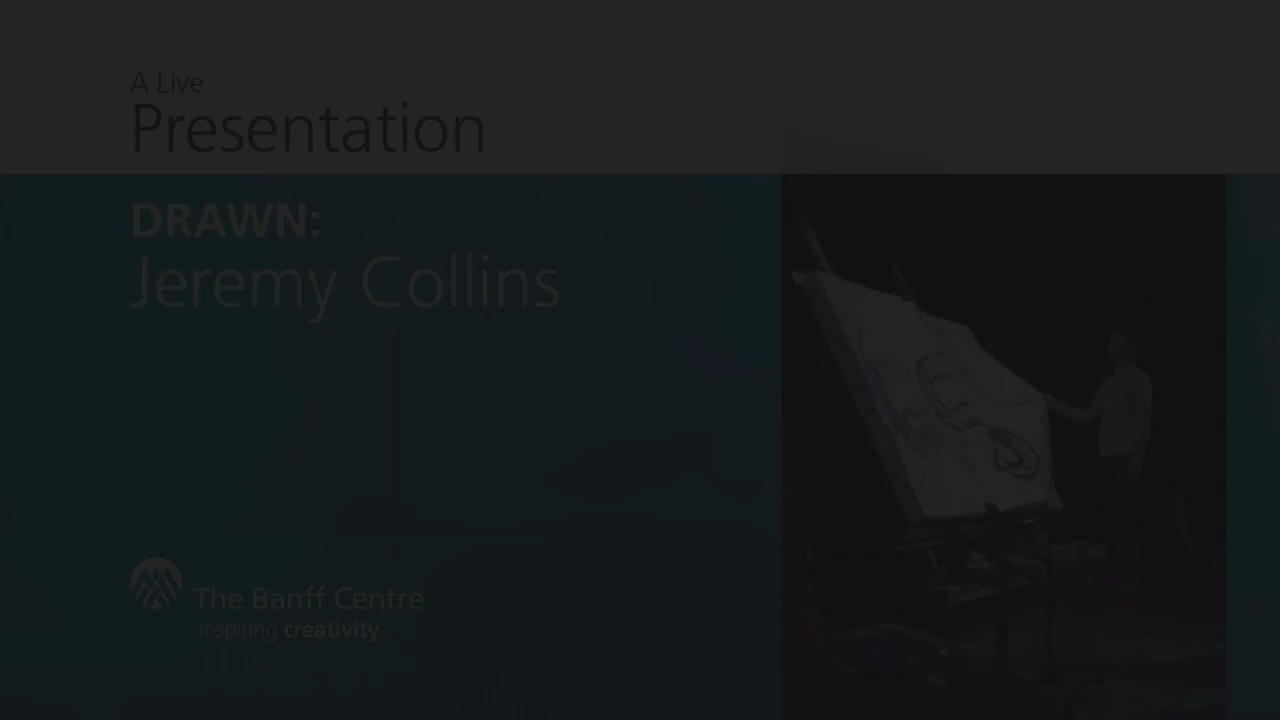 A Live
Presentation
DRAWN:
Jeremy Collins
The Banff Centre
inspiring creativity